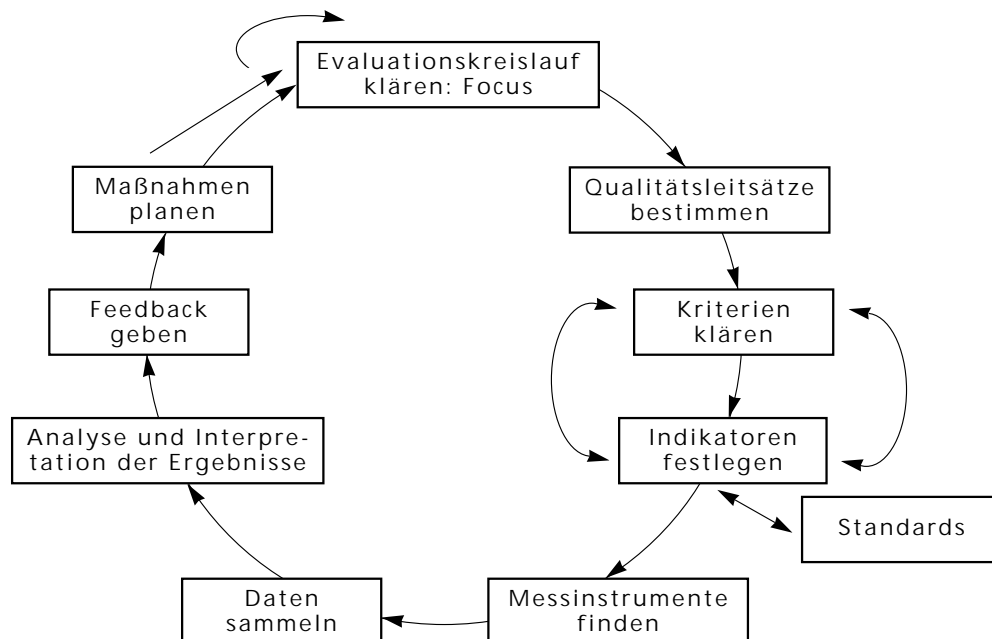 Evaluationskreislauf
klären: Focus
Qualitätsleitsätze
bestimmen
Kriterien
klären
Indikatoren
festlegen
Standards
Messinstrumente
finden
Daten
sammeln
Analyse und Interpre-
tation der Ergebnisse
Feedback
geben
Maßnahmen
planen